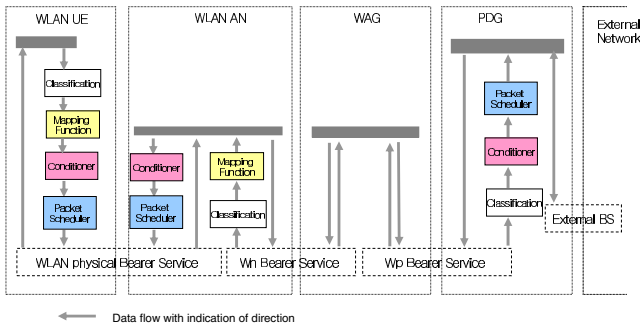 WLAN UE
WLAN AN
WAG
PDG
External
Network
Classification
Mapping
Function
Conditioner
Packet
Scheduler
Conditioner
Packet
Scheduler
Mapping
Function
Classification
Packet
Scheduler
Conditioner
Classification
External BS
WLAN physical Bearer Service
Wn Bearer Service
Wp Bearer Service
Data flow with indication of direction